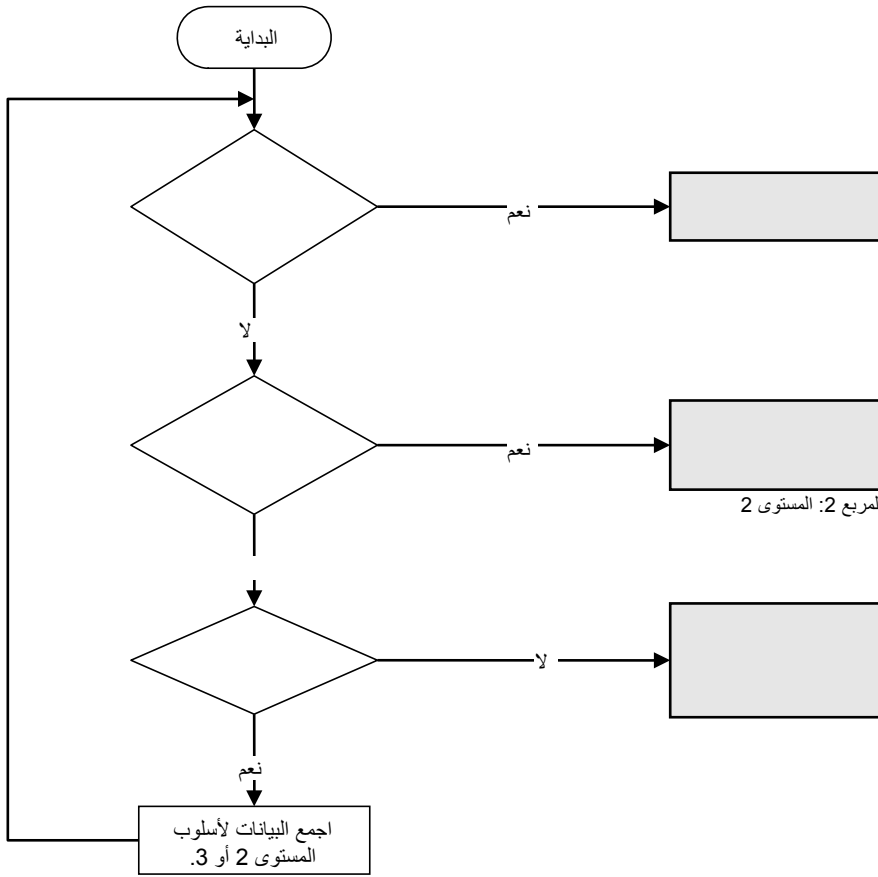 البداية
نعم
لا
نعم
لمربع 2: المستوى 2
لا
نعم
اجمع البيانات لأسلوب
المستوى 2 أو 3.